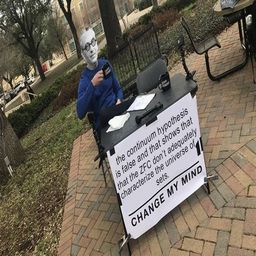 the continuum hypothesis
is false and that shows that
that the ZFC don't adequately
characterize the universe of
sets.
CHANGE MY MIND